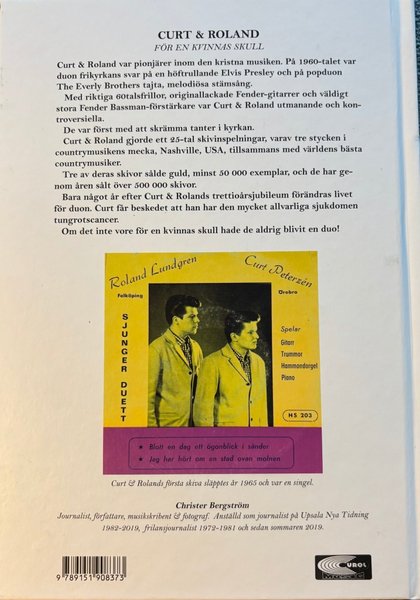 CURT & ROLAND
FÖR EN KVINNAS SKULL
Curt & Roland var pionjärer inom den kristna musiken. På 1960-talet var
duon frikyrkans svar på en höftrullande Elvis Presley och på popduon
The Everly Brothers tajta, melodiösa stämsång.
Med riktiga 60talsfrillor, originallackade Fender-gitarrer och väldigt
stora Fender Bassman-förstärkare var Curt & Roland utmanande och kon-
troversiella.
De var först med att skrämma tanter i kyrkan.
Curt & Roland gjorde ett 25-tal skivinspelningar, varav tre stycken i
countrymusikens mecka, Nashville, USA, tillsammans med världens bästa
countrymusiker.
Tre av deras skivor sålde guld, minst 50 000 exemplar, och de har ge-
nom åren sålt över 500 000 skivor.
Bara något år efter Curt & Rolands trettioårsjubileum förändras livet
för duon. Curt får beskedet att han har den mycket allvarliga sjukdomen
tungrotscancer.
Om det inte vore för en kvinnas skull hade de aldrig blivit en duo!
Roland Lundgren
Falköping
Curt Peterzén
Örebro
SJUNGER DUETT
Spelar
Gitarr
Trummor
Hammondorgel
Piano
HS 203
★ Blott en dag ett ögonblick i sänder
★ Jag har hört om en stad ovan molnen
Curt & Rolands första skiva släpptes år 1965 och var en singel.
Christer Bergström
Journalist, författare, musikskribent & fotograf. Anställd som journalist på Upsala Nya Tidning
1982-2019, frilansjournalist 1972-1981 och sedan sommaren 2019.
9 789151 908373